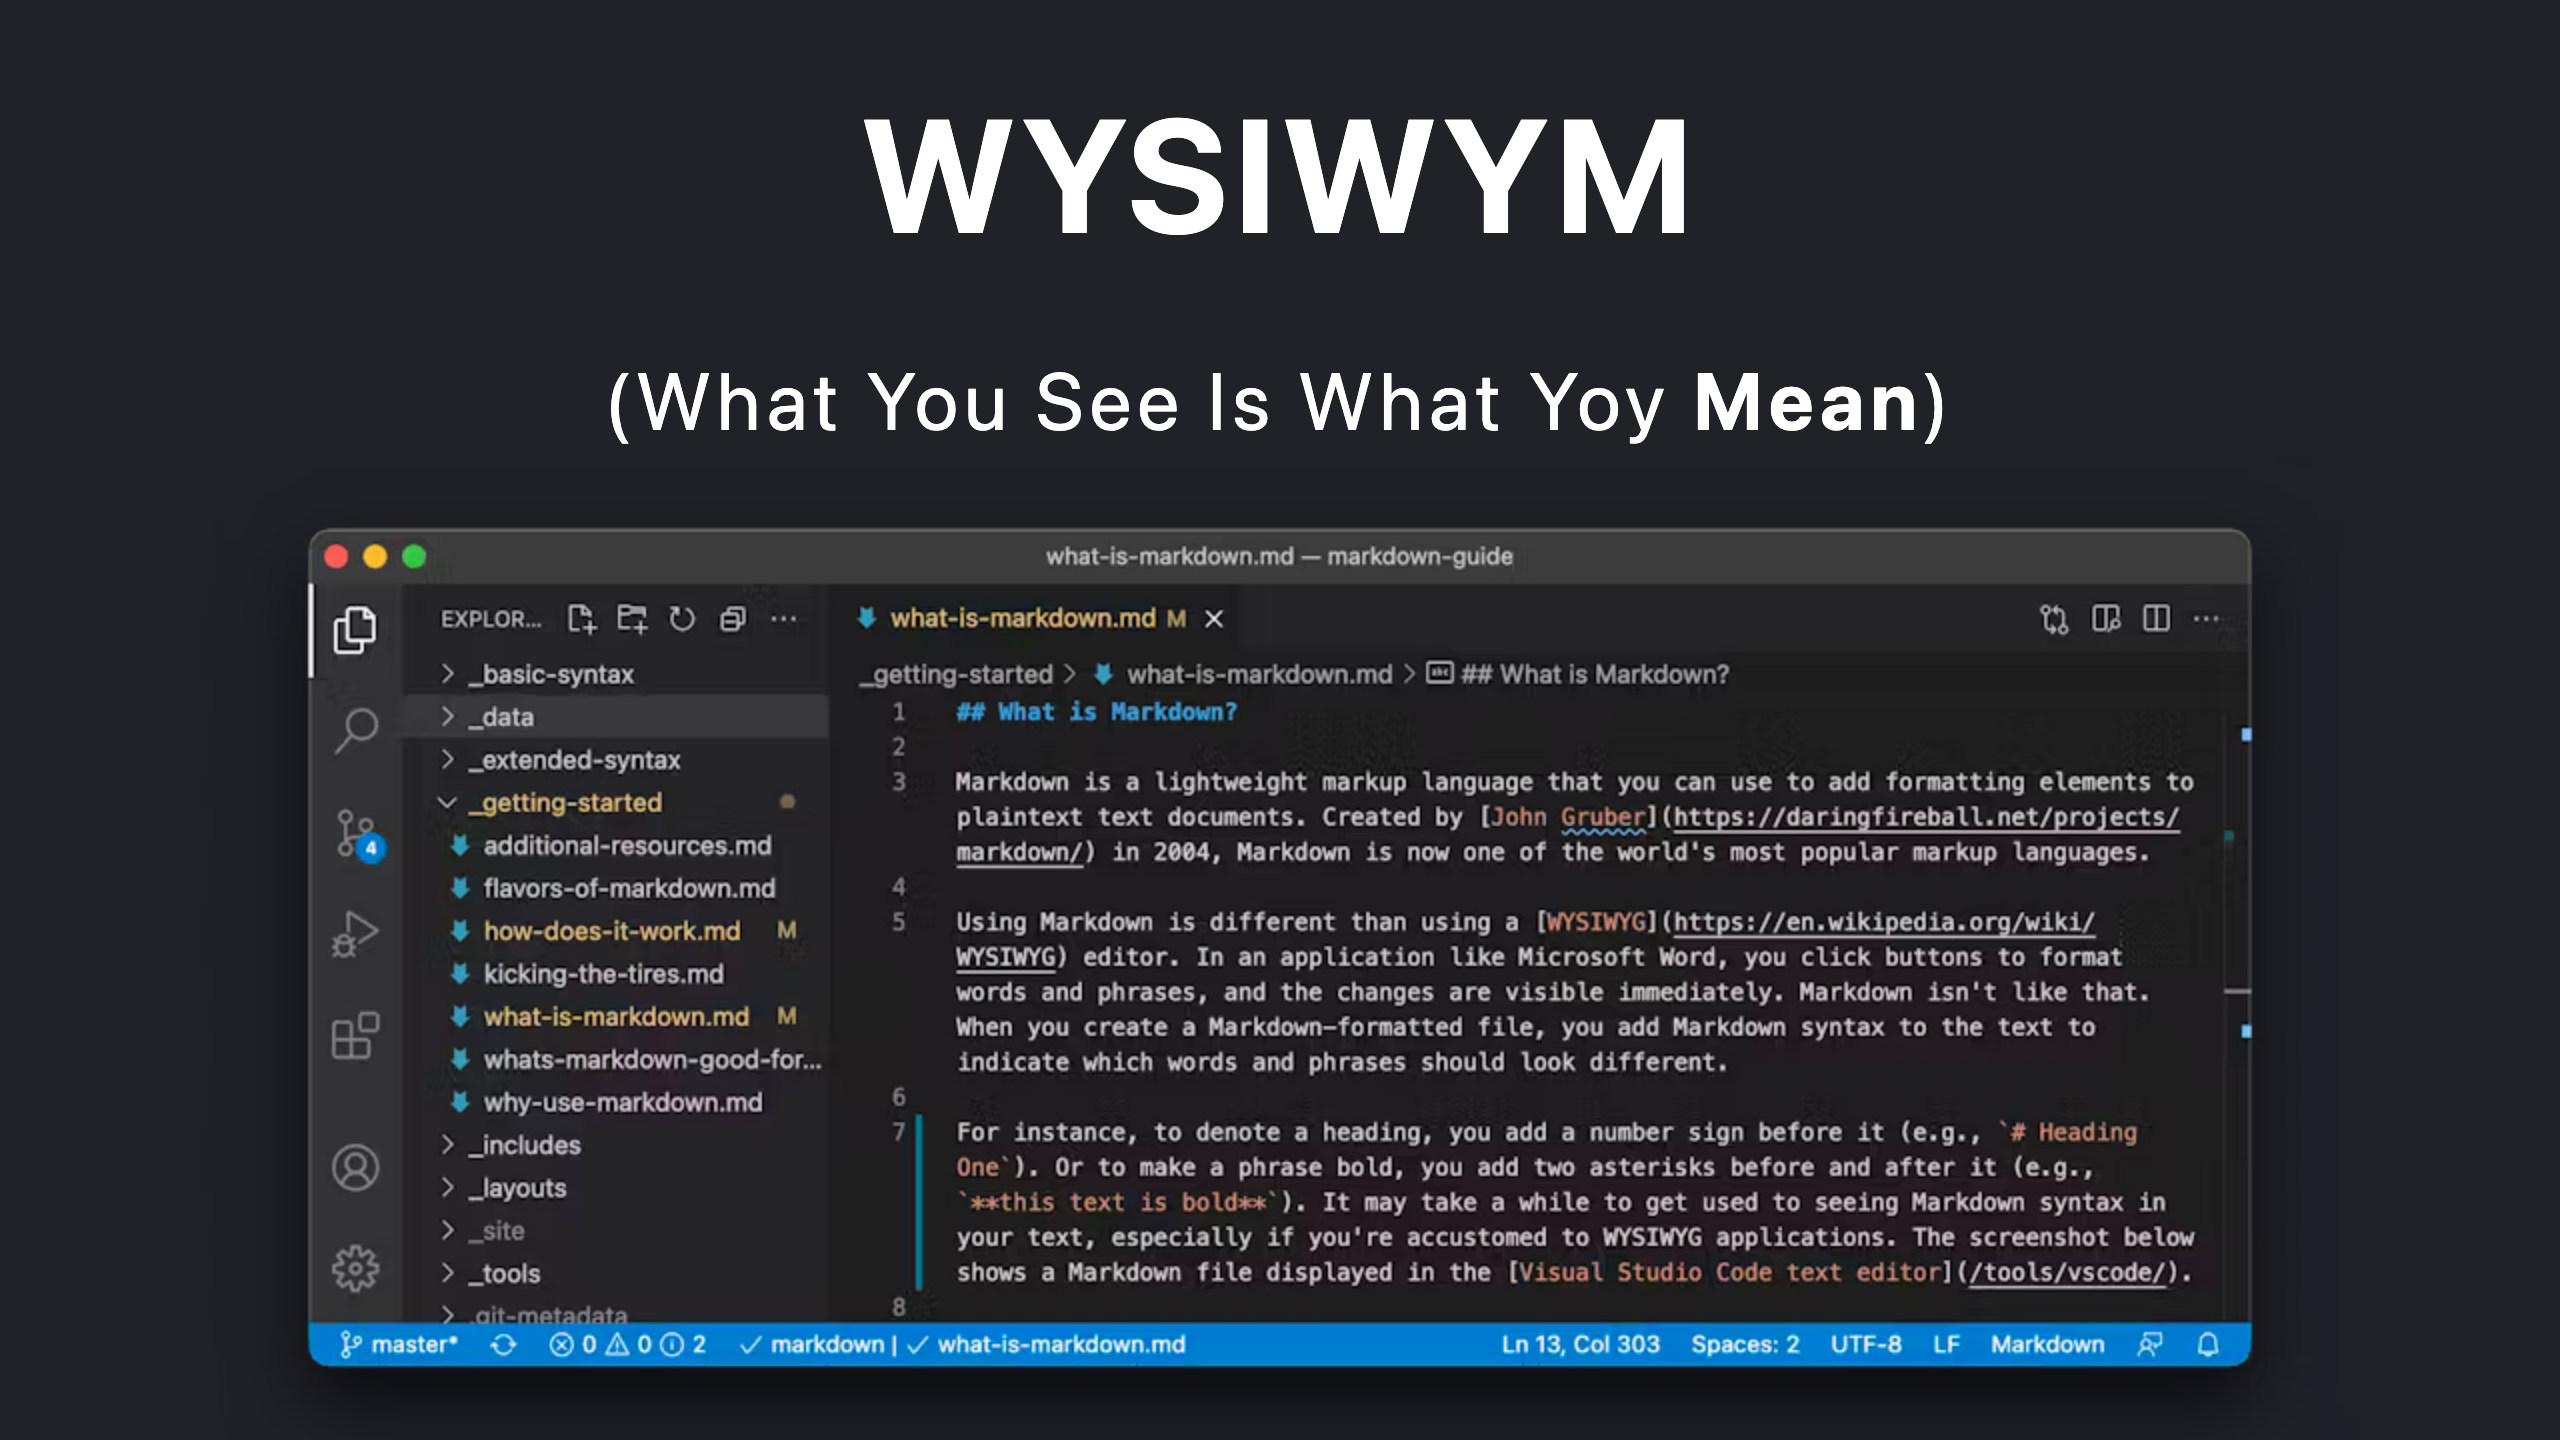 WYSIWYM
(What You See Is What Yoy Mean)
what-is-markdown.md — markdown-guide
EXPLOR...
what-is-markdown.md M
_basic-syntax
_data
_extended-syntax
_getting-started
additional-resources.md
flavors-of-markdown.md
how-does-it-work.md M
kicking-the-tires.md
what-is-markdown.md M
whats-markdown-good-for...
why-use-markdown.md
_includes
_layouts
_site
_tools
.git-metadata
4
_getting-started > what-is-markdown.md > ## What is Markdown?
1 ## What is Markdown?
2
3 Markdown is a lightweight markup language that you can use to add formatting elements to
plaintext text documents. Created by [John Gruber](https://daringfireball.net/projects/
markdown/) in 2004, Markdown is now one of the world's most popular markup languages.
4
5 Using Markdown is different than using a [WYSIWYG](https://en.wikipedia.org/wiki/
WYSIWYG) editor. In an application like Microsoft Word, you click buttons to format
words and phrases, and the changes are visible immediately. Markdown isn't like that.
When you create a Markdown-formatted file, you add Markdown syntax to the text to
indicate which words and phrases should look different.
6
7 For instance, to denote a heading, you add a number sign before it (e.g., `# Heading
One`). Or to make a phrase bold, you add two asterisks before and after it (e.g.,
`**this text is bold**`). It may take a while to get used to seeing Markdown syntax in
your text, especially if you're accustomed to WYSIWYG applications. The screenshot below
shows a Markdown file displayed in the [Visual Studio Code text editor](/tools/vscode/).
8
master* 0 0 2 ✓ markdown | ✓ what-is-markdown.md Ln 13, Col 303 Spaces: 2 UTF-8 LF Markdown